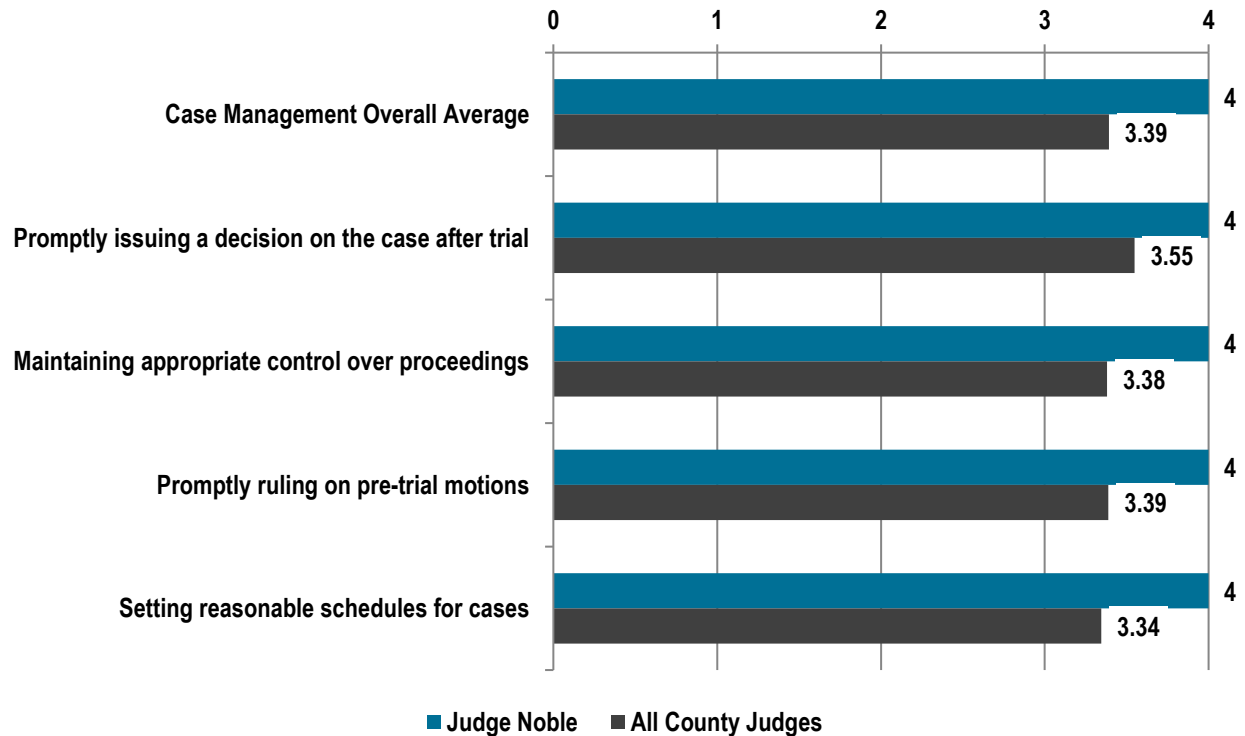 0 1 2 3 4
Case Management Overall Average
4
3.39
Promptly issuing a decision on the case after trial
4
3.55
Maintaining appropriate control over proceedings
4
3.38
Promptly ruling on pre-trial motions
4
3.39
Setting reasonable schedules for cases
4
3.34
Judge Noble All County Judges